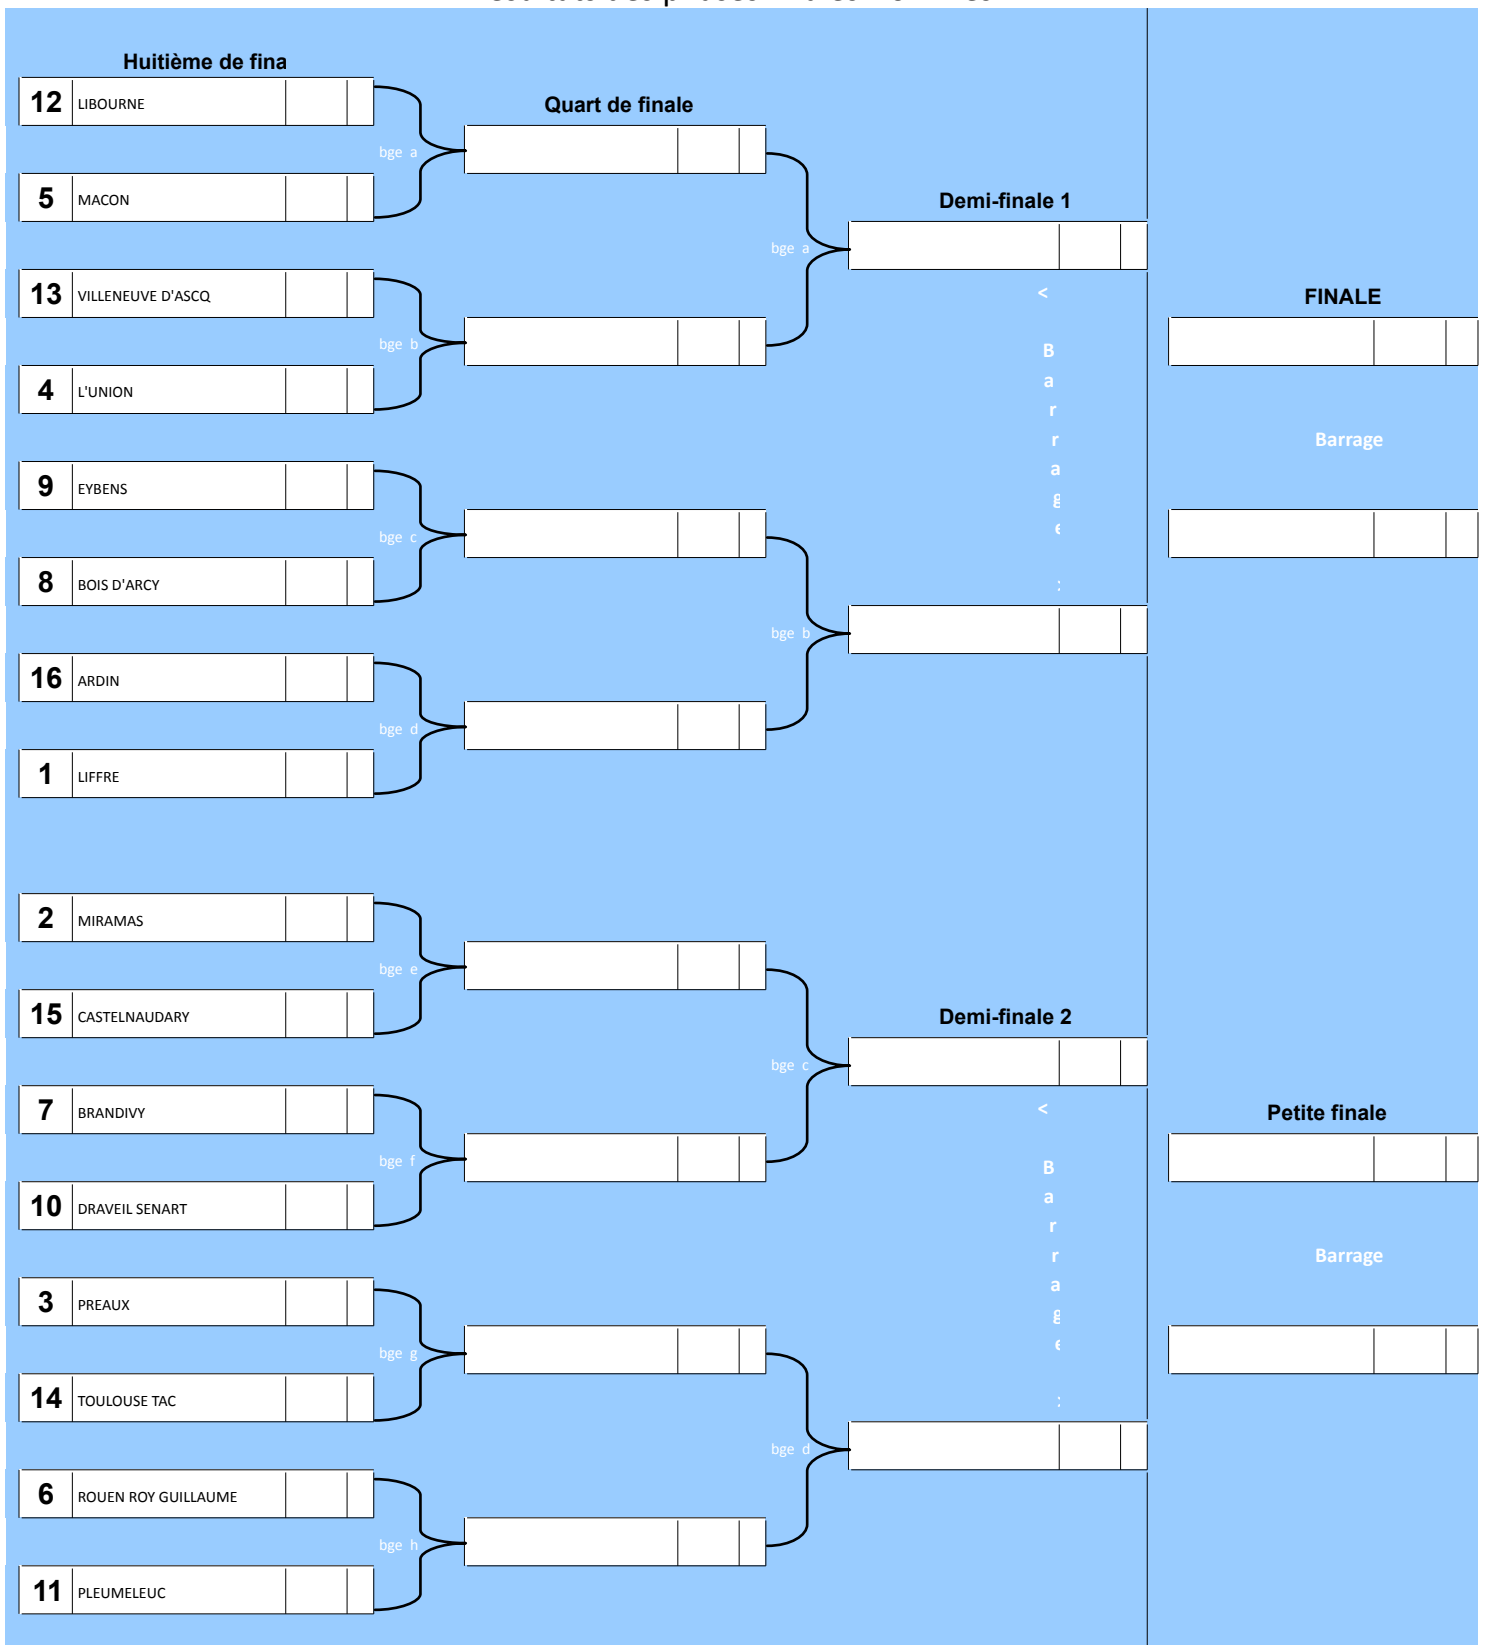 Huitième de fina
12 LIBOURNE
Quart de finale
bge a
5 MACON
Demi-finale 1
bge a
13 VILLENEUVE D'ASCQ
<
FINALE
bge b
B
a
r
r
a
g
e
:
4 L'UNION
Barrage
9 EYBENS
bge c
8 BOIS D'ARCY
bge b
16 ARDIN
bge d
1 LIFFRE
2 MIRAMAS
bge e
15 CASTELNAUDARY
Demi-finale 2
bge c
7 BRANDIVY
<
Petite finale
bge f
B
a
r
r
a
g
e
:
10 DRAVEIL SENART
Barrage
3 PREAUX
bge g
14 TOULOUSE TAC
bge d
6 ROUEN ROY GUILLAUME
bge h
11 PLEUMELEUC